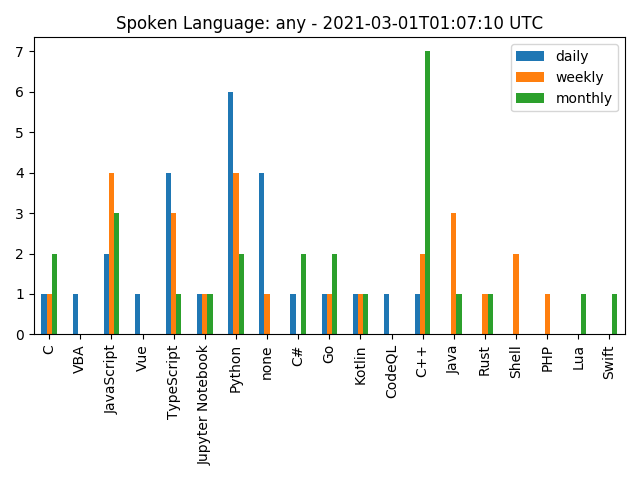 Spoken Language: any - 2021-03-01T01:07:10 UTC
daily
weekly
monthly
7
6
5
4
3
2
1
0
C
VBA
JavaScript
Vue
TypeScript
Jupyter Notebook
Python
none
C#
Go
Kotlin
CodeQL
C++
Java
Rust
Shell
PHP
Lua
Swift